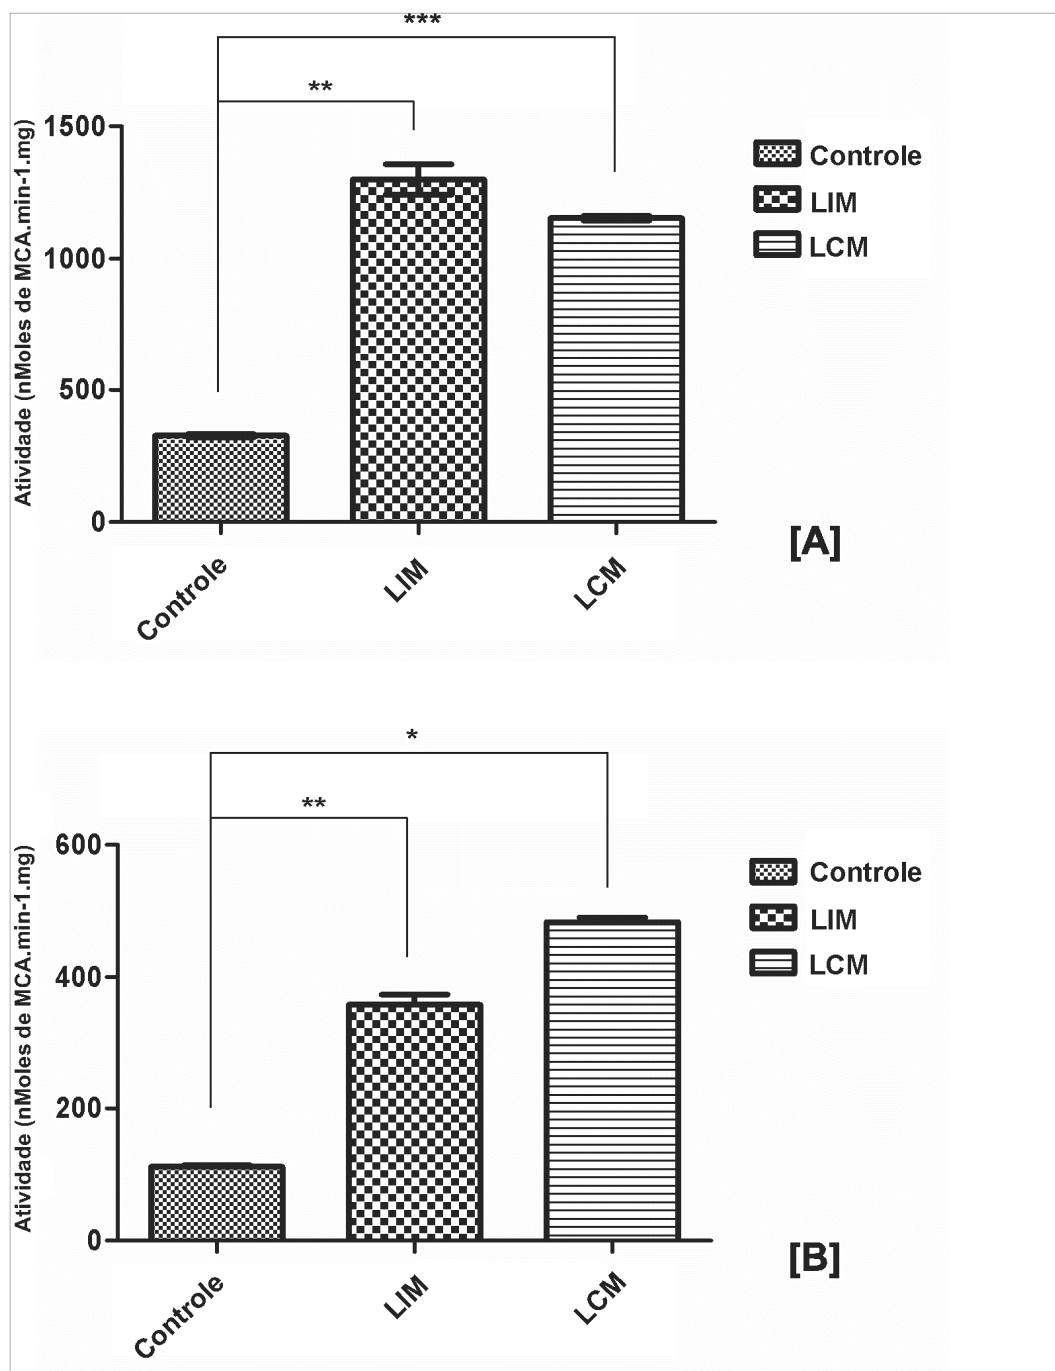 ***
**
Atividade (nMoles de MCA.min-1.mg)
1500
1000
500
0
Controle
LIM
LCM
Controle
LIM
LCM
[A]
*
**
Atividade (nMoles de MCA.min-1.mg)
600
400
200
0
Controle
LIM
LCM
Controle
LIM
LCM
[B]